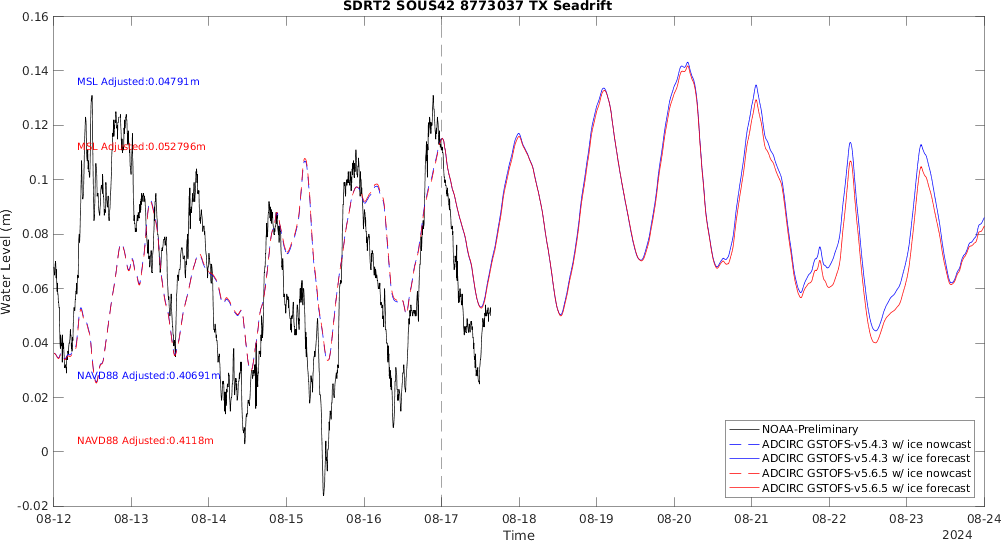 SDRT2 SOUS42 8773037 TX Seadrift
Water Level (m)
0.16
0.14
0.12
0.1
0.08
0.06
0.04
0.02
0
-0.02
MSL Adjusted:0.04791m
MSL Adjusted:0.052796m
NAVD88 Adjusted:0.40691m
NAVD88 Adjusted:0.4118m
NOAA-Preliminary
ADCIRC GSTOFS-v5.4.3 w/ ice nowcast
ADCIRC GSTOFS-v5.4.3 w/ ice forecast
ADCIRC GSTOFS-v5.6.5 w/ ice nowcast
ADCIRC GSTOFS-v5.6.5 w/ ice forecast
08-12 08-13 08-14 08-15 08-16 08-17 08-18 08-19 08-20 08-21 08-22 08-23 08-24
Time
2024